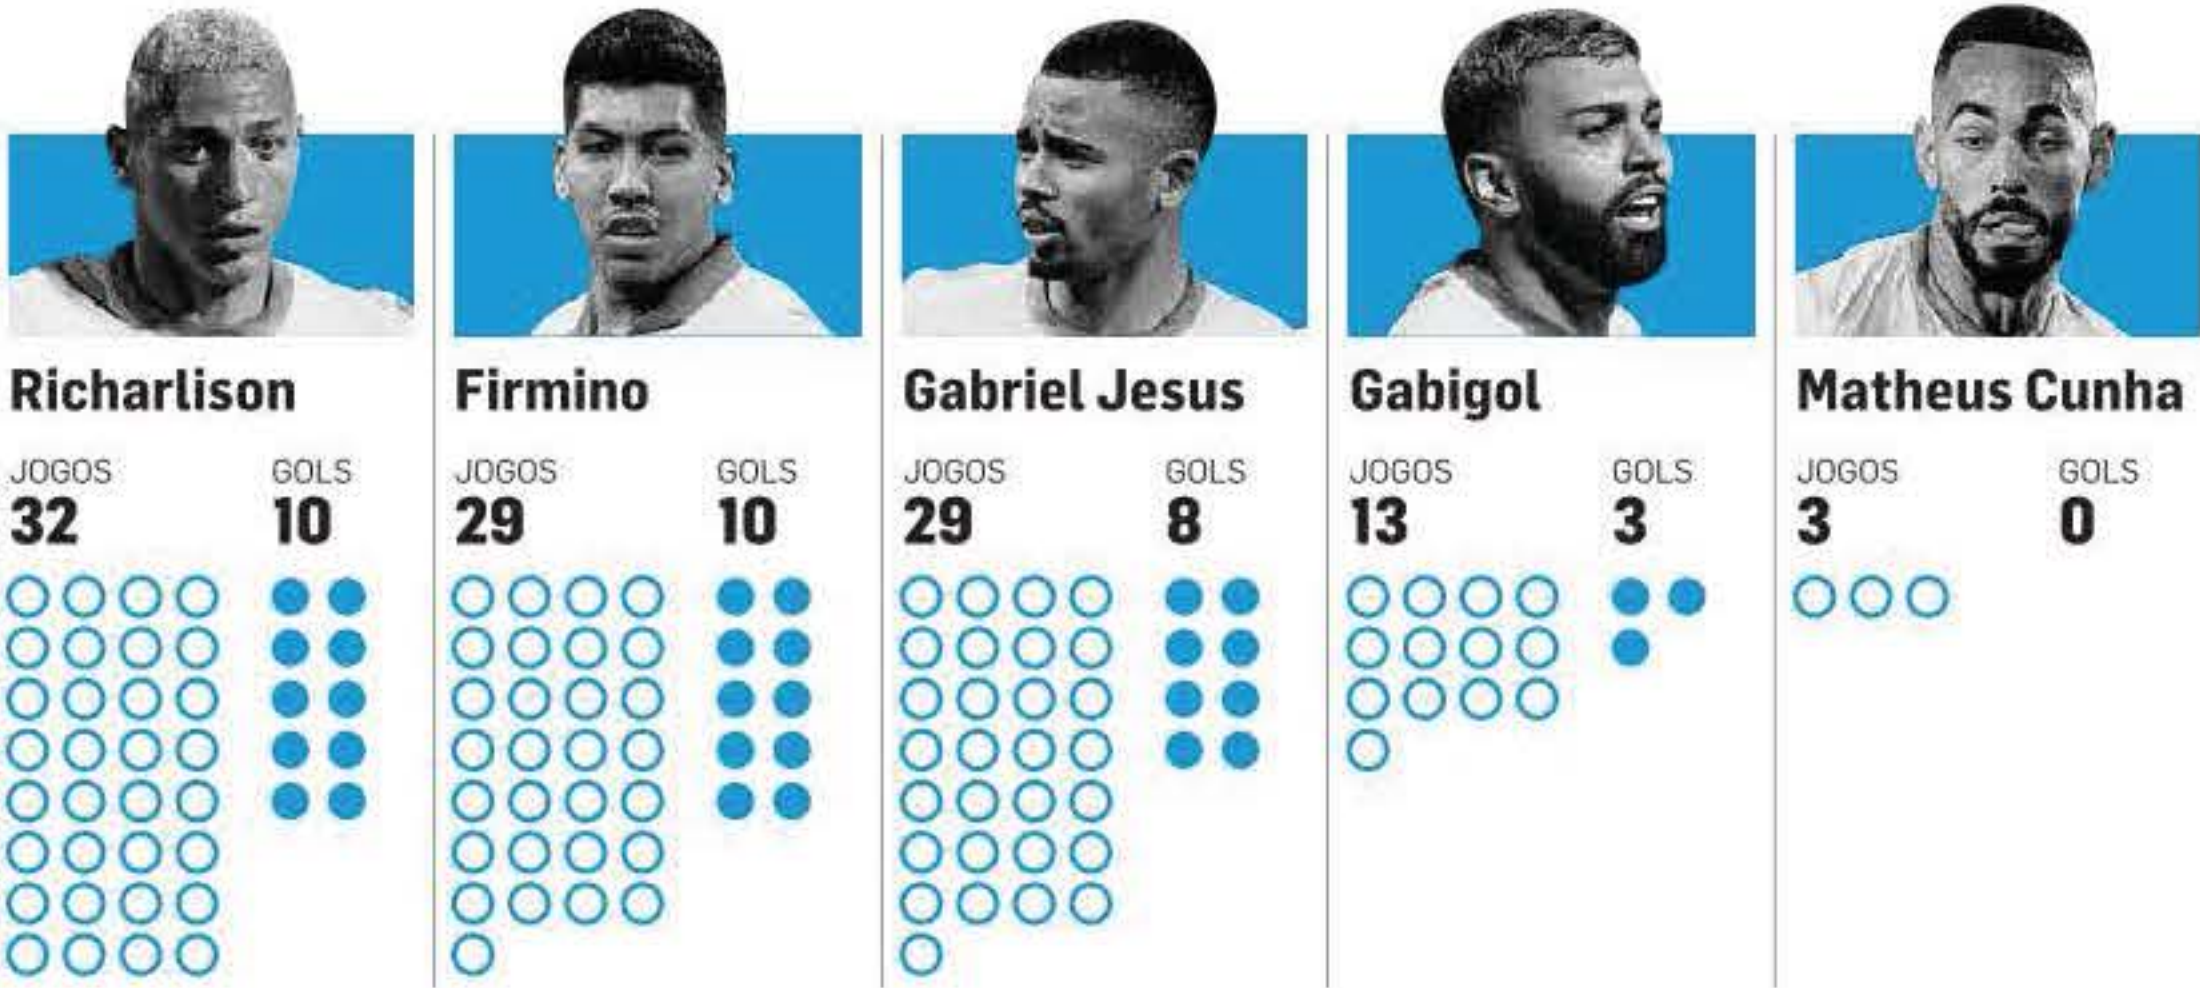 Richarlison
JOGOS GOLS
32 10
Firmino
JOGOS GOLS
29 10
Gabriel Jesus
JOGOS GOLS
29 8
Gabigol
JOGOS GOLS
13 3
Matheus Cunha
JOGOS GOLS
3 0